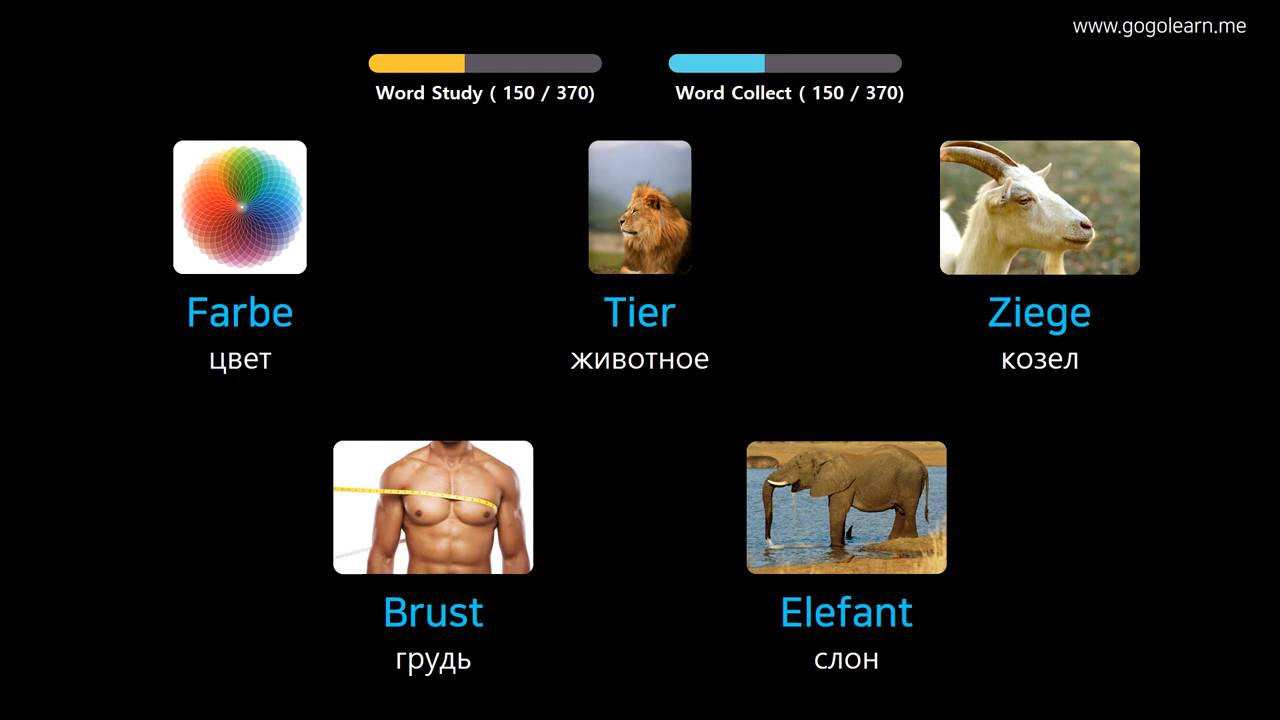 www.gogolearn.me
Word Study ( 150 / 370)
Word Collect ( 150 / 370)
Farbe
цвет
Tier
животное
Ziege
козел
Brust
грудь
Elefant
слон